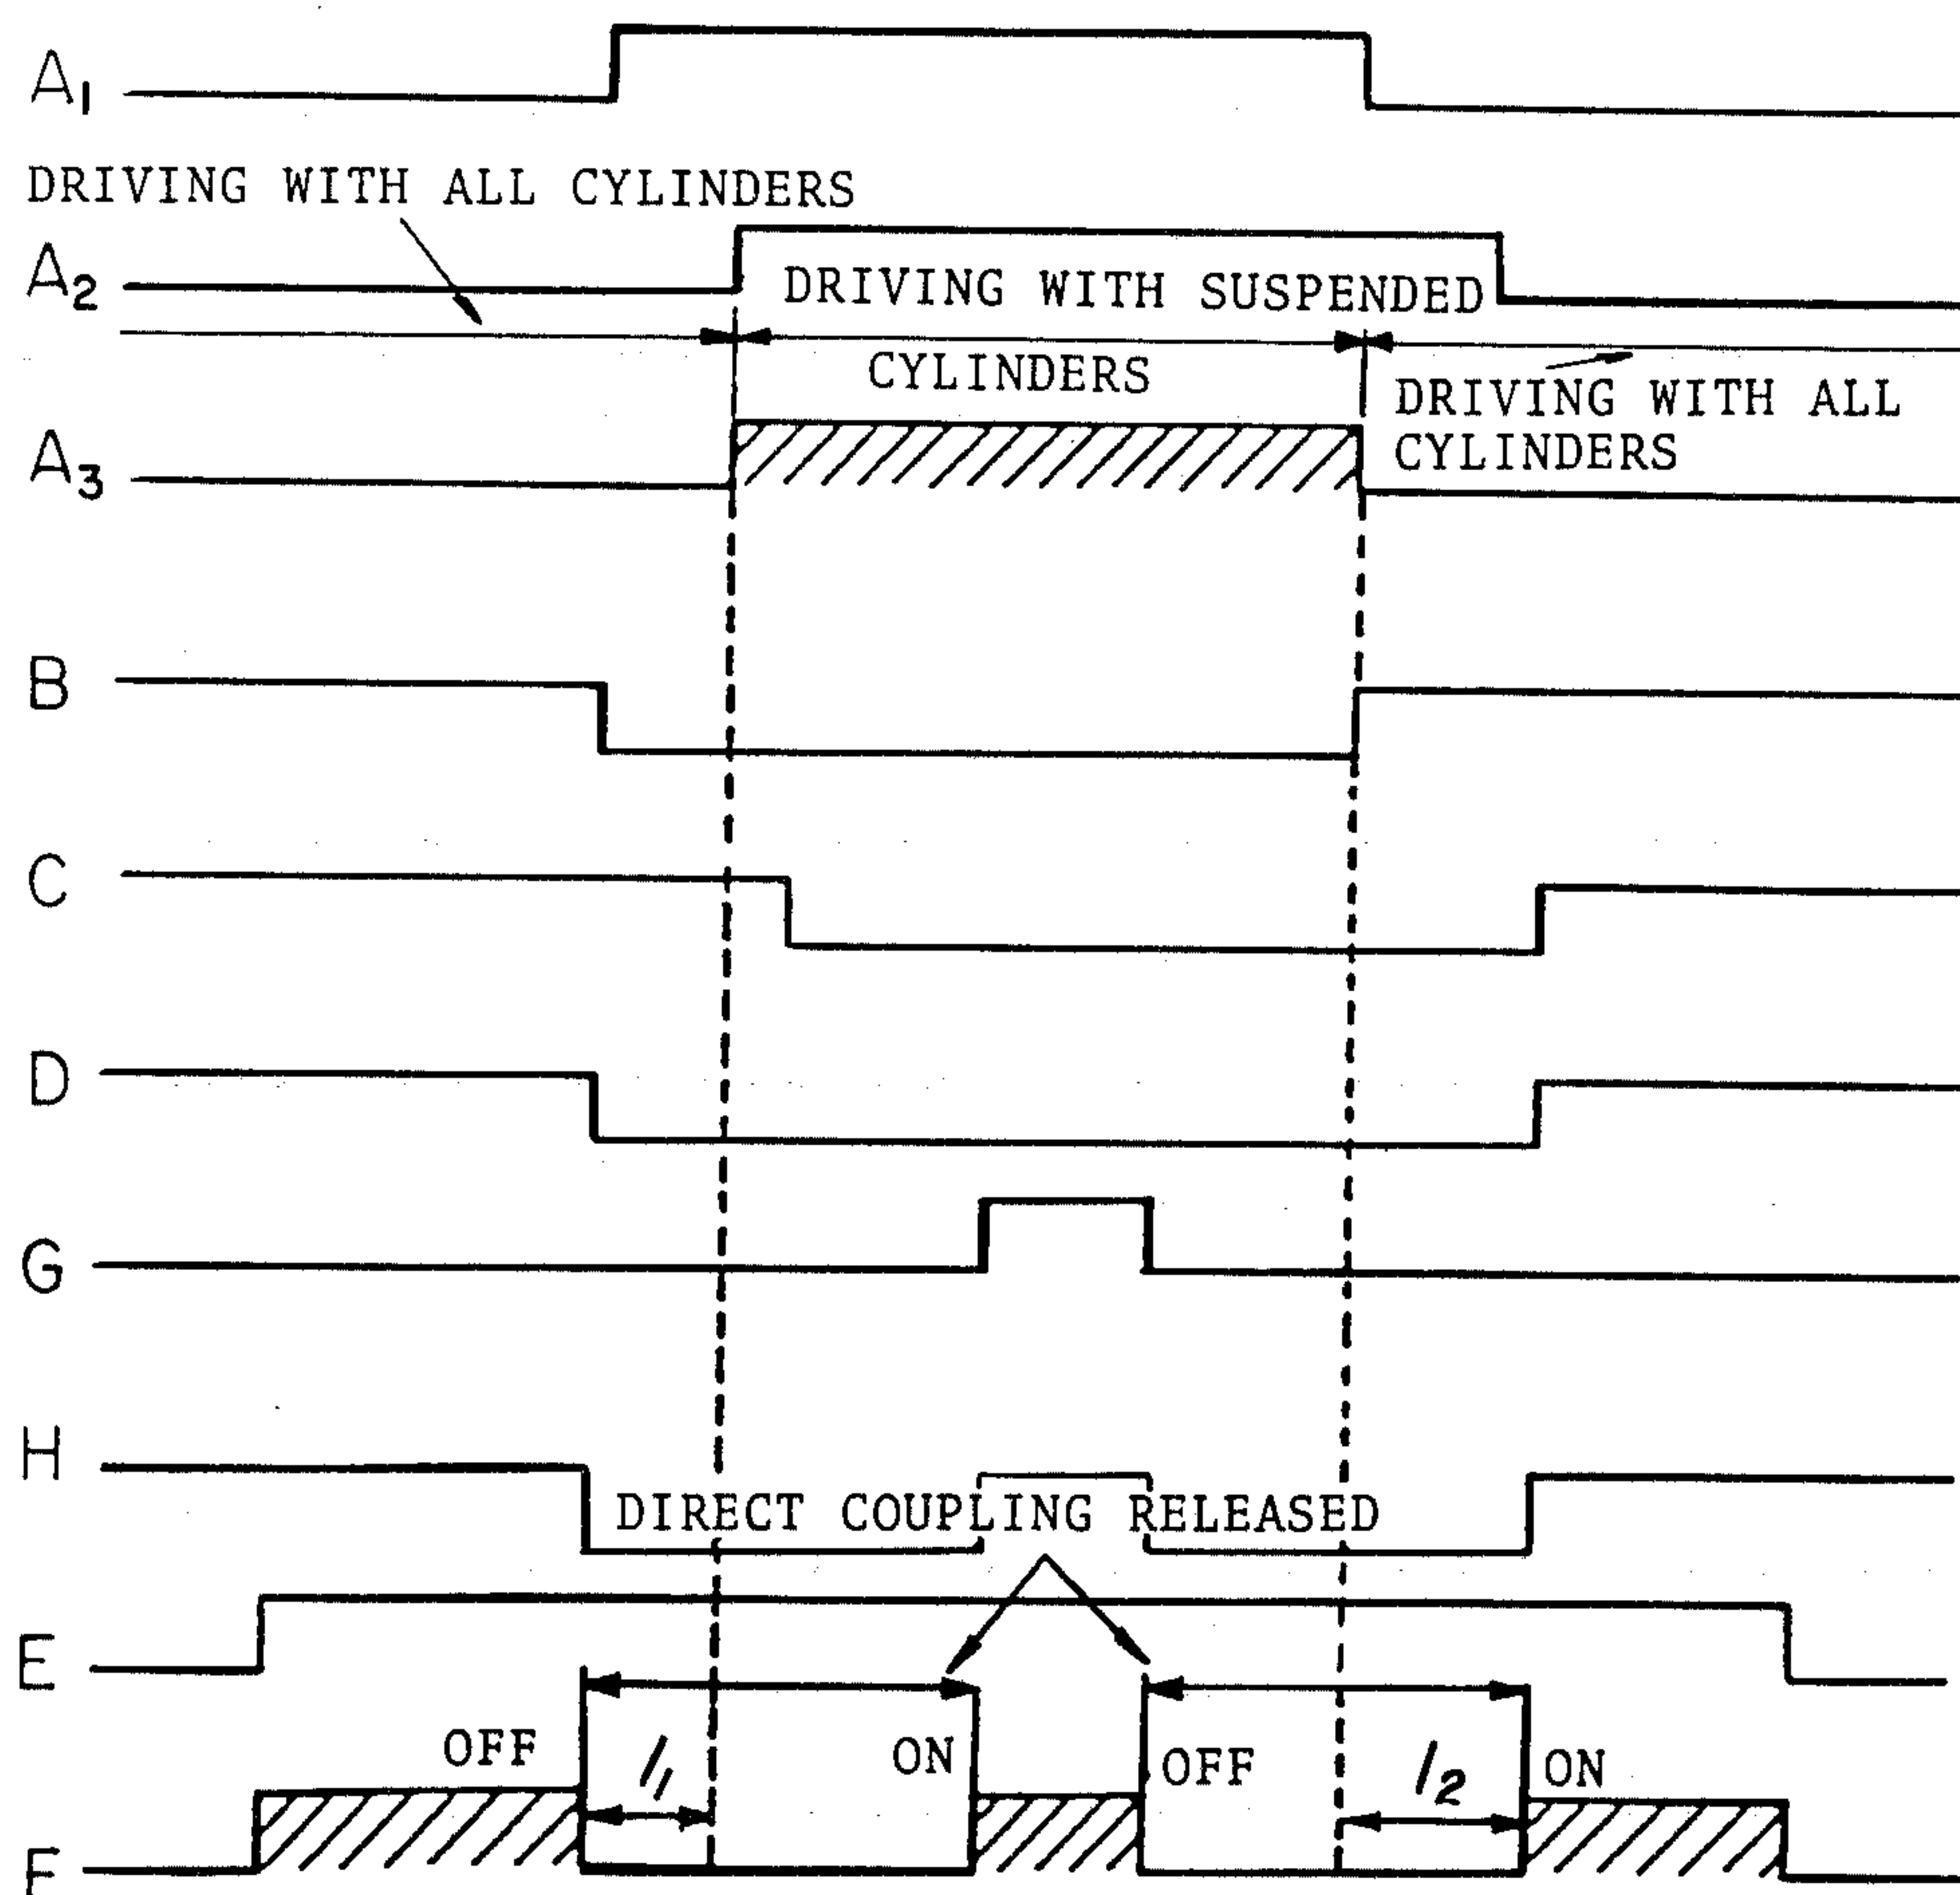 A1
DRIVING WITH ALL CYLINDERS
A2
DRIVING WITH SUSPENDED
CYLINDERS
DRIVING WITH ALL
CYLINDERS
A3
B
C
D
G
H
DIRECT COUPLING RELEASED
E
OFF
l1
ON
OFF
l2
ON
F